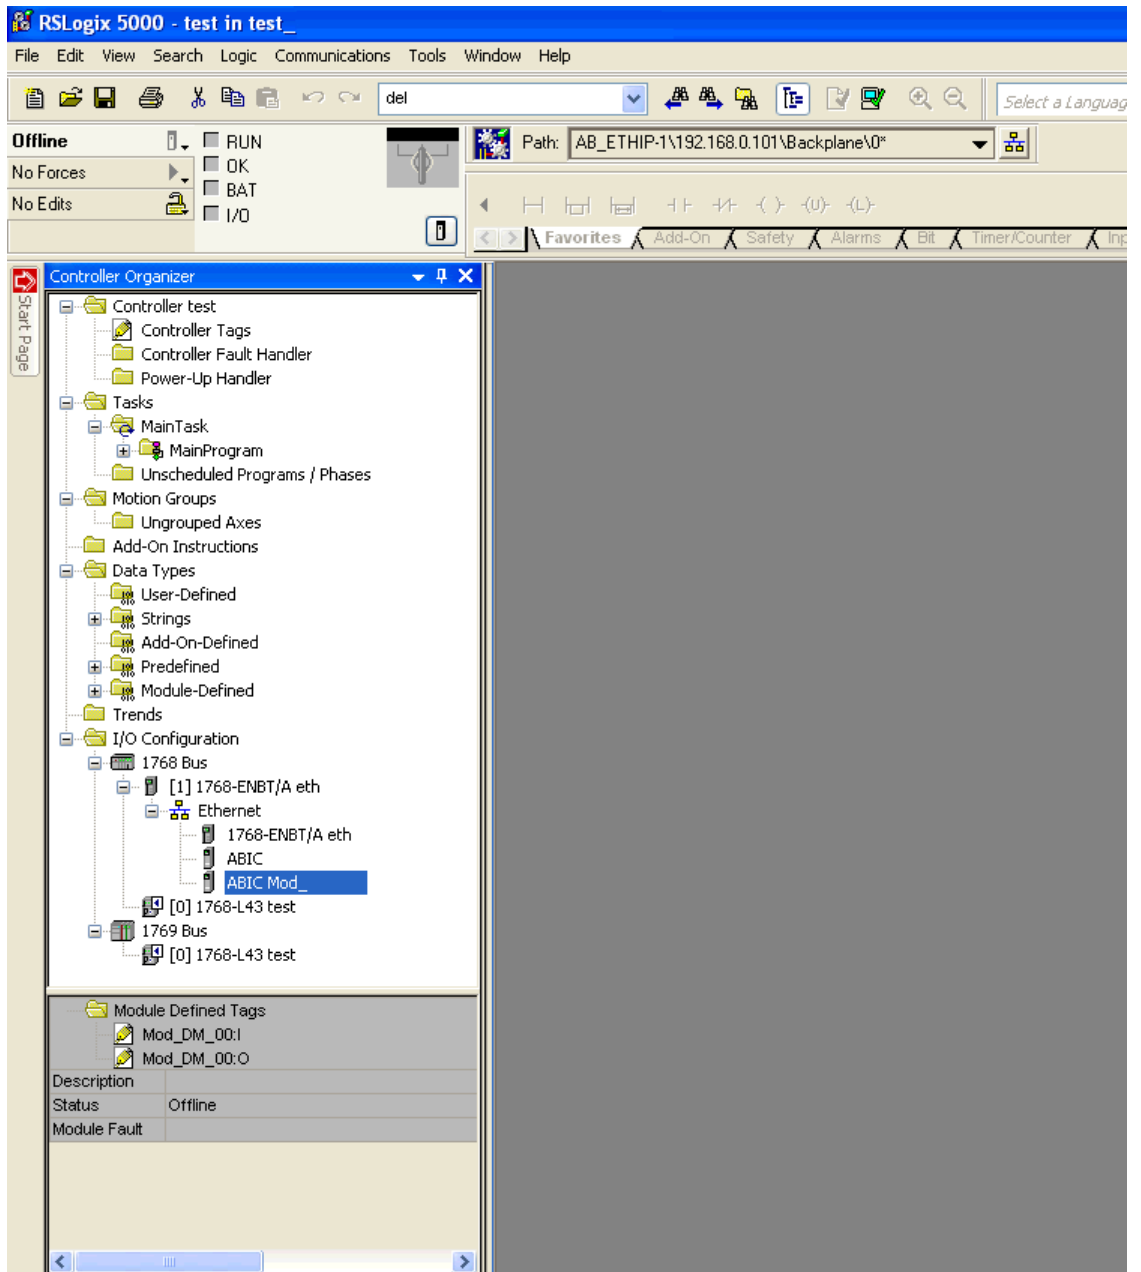 RSLogix 5000 - test in test_
File Edit View Search Logic Communications Tools Window Help
del
Select a Languag
Offline
RUN
Path: AB_ETHIP-1\192.168.0.101\Backplane\0*
No Forces
OK
No Edits
BAT
I/O
Favorites Add-On Safety Alarms Bit Timer/Counter Inp
Start Page
Controller Organizer
Controller test
Controller Tags
Controller Fault Handler
Power-Up Handler
Tasks
MainTask
MainProgram
Unscheduled Programs / Phases
Motion Groups
Ungrouped Axes
Add-On Instructions
Data Types
User-Defined
Strings
Add-On-Defined
Predefined
Module-Defined
Trends
I/O Configuration
1768 Bus
[1] 1768-ENBT/A eth
Ethernet
1768-ENBT/A eth
ABIC
ABIC Mod_
[0] 1768-L43 test
1769 Bus
[0] 1768-L43 test
Module Defined Tags
Mod_DM_00:I
Mod_DM_00:O
Description
Status Offline
Module Fault